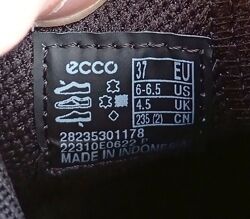 ecco
37 EU
6-6.5 US
4.5 UK
235 (2) CN
28235301178
22310E0622 P
MADE IN INDONESIA